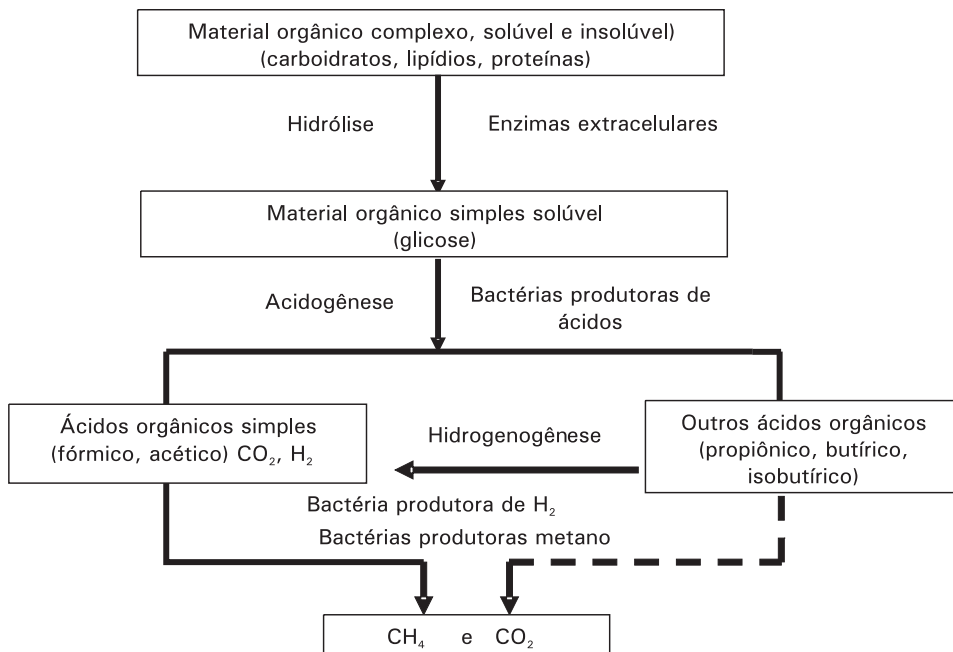 Material orgânico complexo, solúvel e insolúvel)
(carboidratos, lipídios, proteínas)
Hidrólise
Enzimas extracelulares
Material orgânico simples solúvel
(glicose)
Acidogênese
Bactérias produtoras de
ácidos
Ácidos orgânicos simples
(fórmico, acético) CO₂, H₂
Hidrogenogênese
Outros ácidos orgânicos
(propiônico, butírico,
isobutírico)
Bactéria produtora de H₂
Bactérias produtoras metano
CH₄ e CO₂